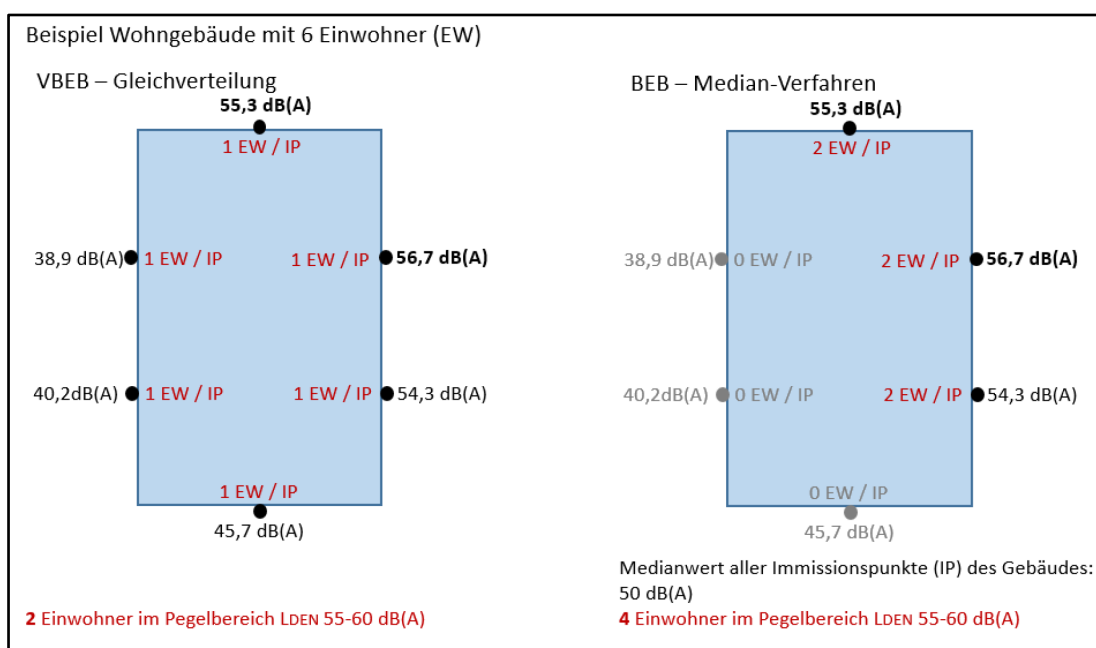 Beispiel Wohngebäude mit 6 Einwohner (EW)
VBEB – Gleichverteilung
55,3 dB(A)
1 EW / IP
38,9 dB(A)
1 EW / IP
1 EW / IP
56,7 dB(A)
40,2dB(A)
1 EW / IP
1 EW / IP
54,3 dB(A)
1 EW / IP
45,7 dB(A)
2 Einwohner im Pegelbereich LDEN 55-60 dB(A)
BEB – Median-Verfahren
55,3 dB(A)
2 EW / IP
38,9 dB(A)
0 EW / IP
2 EW / IP
56,7 dB(A)
40,2dB(A)
0 EW / IP
2 EW / IP
54,3 dB(A)
0 EW / IP
45,7 dB(A)
Medianwert aller Immissionspunkte (IP) des Gebäudes:
50 dB(A)
4 Einwohner im Pegelbereich LDEN 55-60 dB(A)